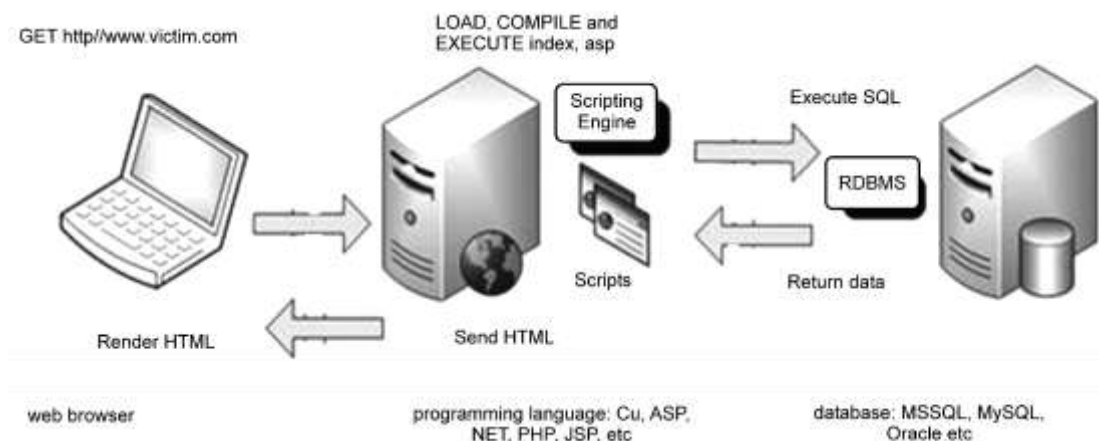 LOAD, COMPILE and
EXECUTE index, asp
GET http//www.victim.com
Scripting
Engine
Execute SQL
RDBMS
Scripts
Return data
Render HTML
Send HTML
web browser
programming language: Cu, ASP,
NET, PHP, JSP, etc
database: MSSQL, MySQL,
Oracle etc